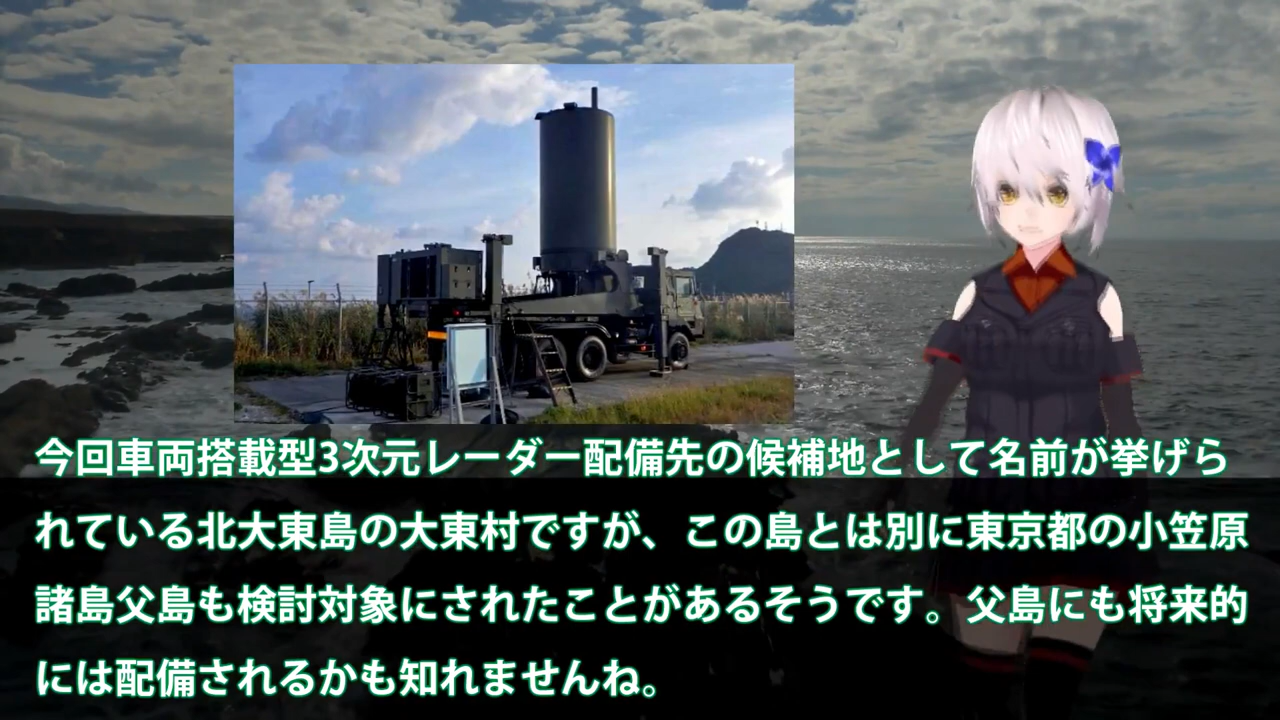 今回車両搭載型3次元レーダー配備先の候補地として名前が挙げら
れている北大東島の大東村ですが、この島とは別に東京都の小笠原
諸島父島も検討対象にされたことがあるそうです。父島にも将来的
には配備されるかも知れませんね。